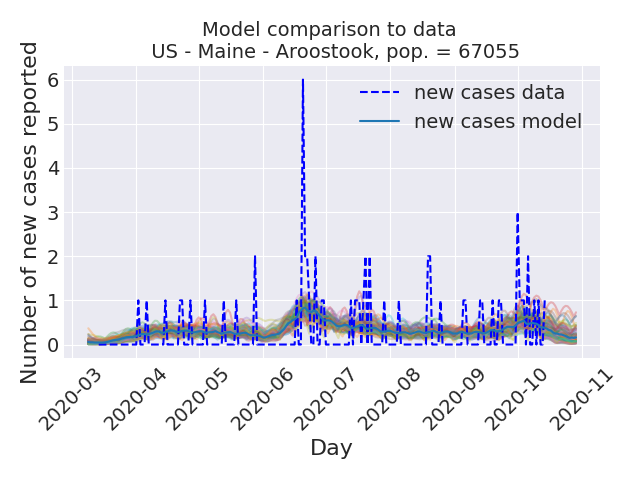 Model comparison to data
US - Maine - Aroostook, pop. = 67055
Number of new cases reported
6
5
4
3
2
1
0
new cases data
new cases model
2020-03
2020-04
2020-05
2020-06
2020-07
2020-08
2020-09
2020-10
2020-11
Day